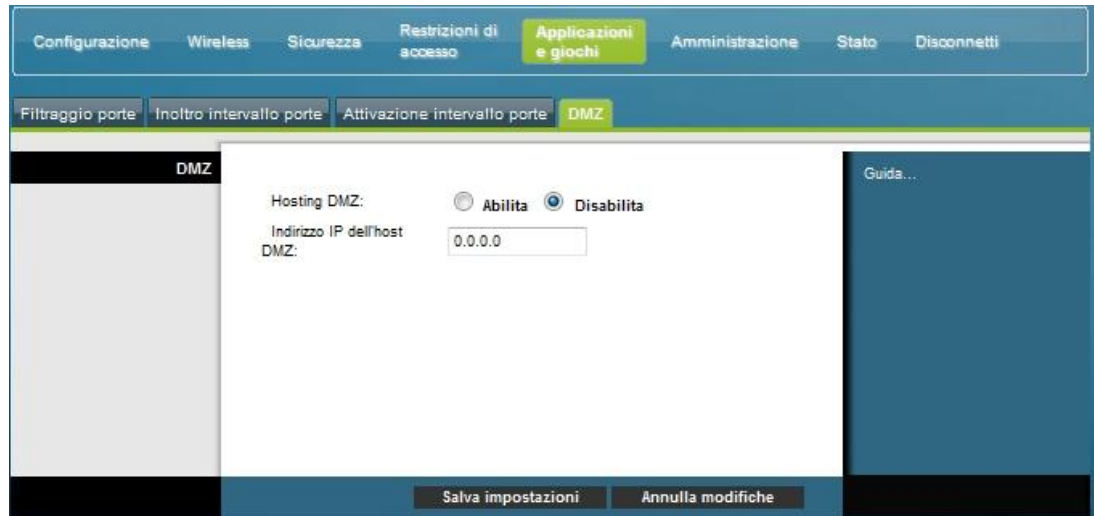 Configurazione Wireless Sicurezza Restrizioni di accesso Applicazioni e giochi Amministrazione Stato Disconnetti
Filtraggio porte Inoltro intervallo porte Attivazione intervallo porte DMZ
DMZ
Guida...
Hosting DMZ: Abilita Disabilita
Indirizzo IP dell'host
DMZ:
0.0.0.0
Salva impostazioni Annulla modifiche